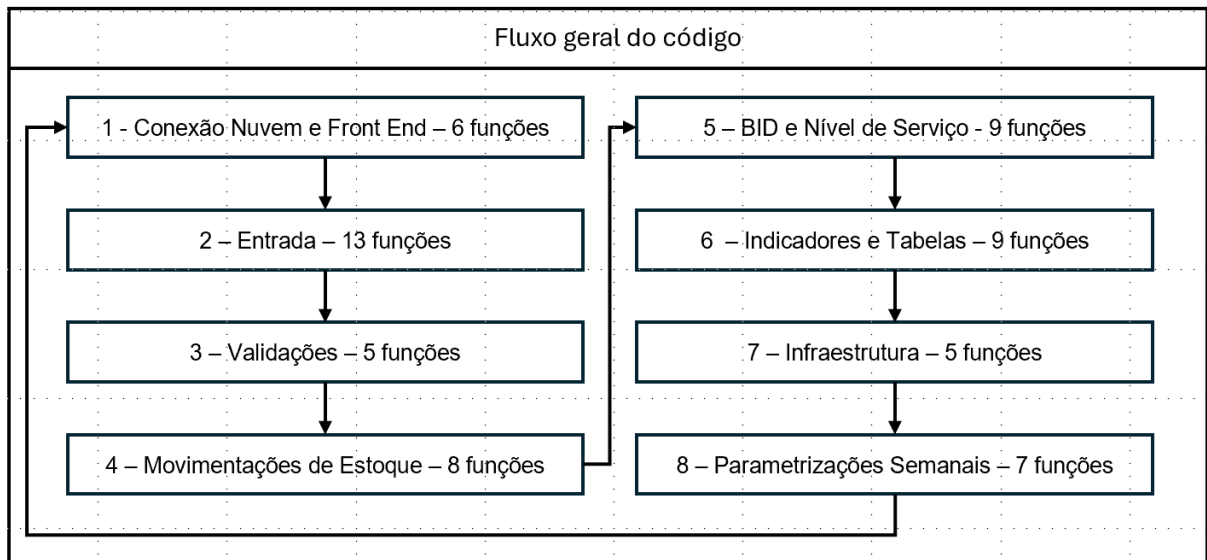 Fluxo geral do código
1 - Conexão Nuvem e Front End – 6 funções
2 – Entrada – 13 funções
3 – Validações – 5 funções
4 – Movimentações de Estoque – 8 funções
5 – BID e Nível de Serviço - 9 funções
6 – Indicadores e Tabelas – 9 funções
7 – Infraestrutura – 5 funções
8 – Parametrizações Semanais – 7 funções